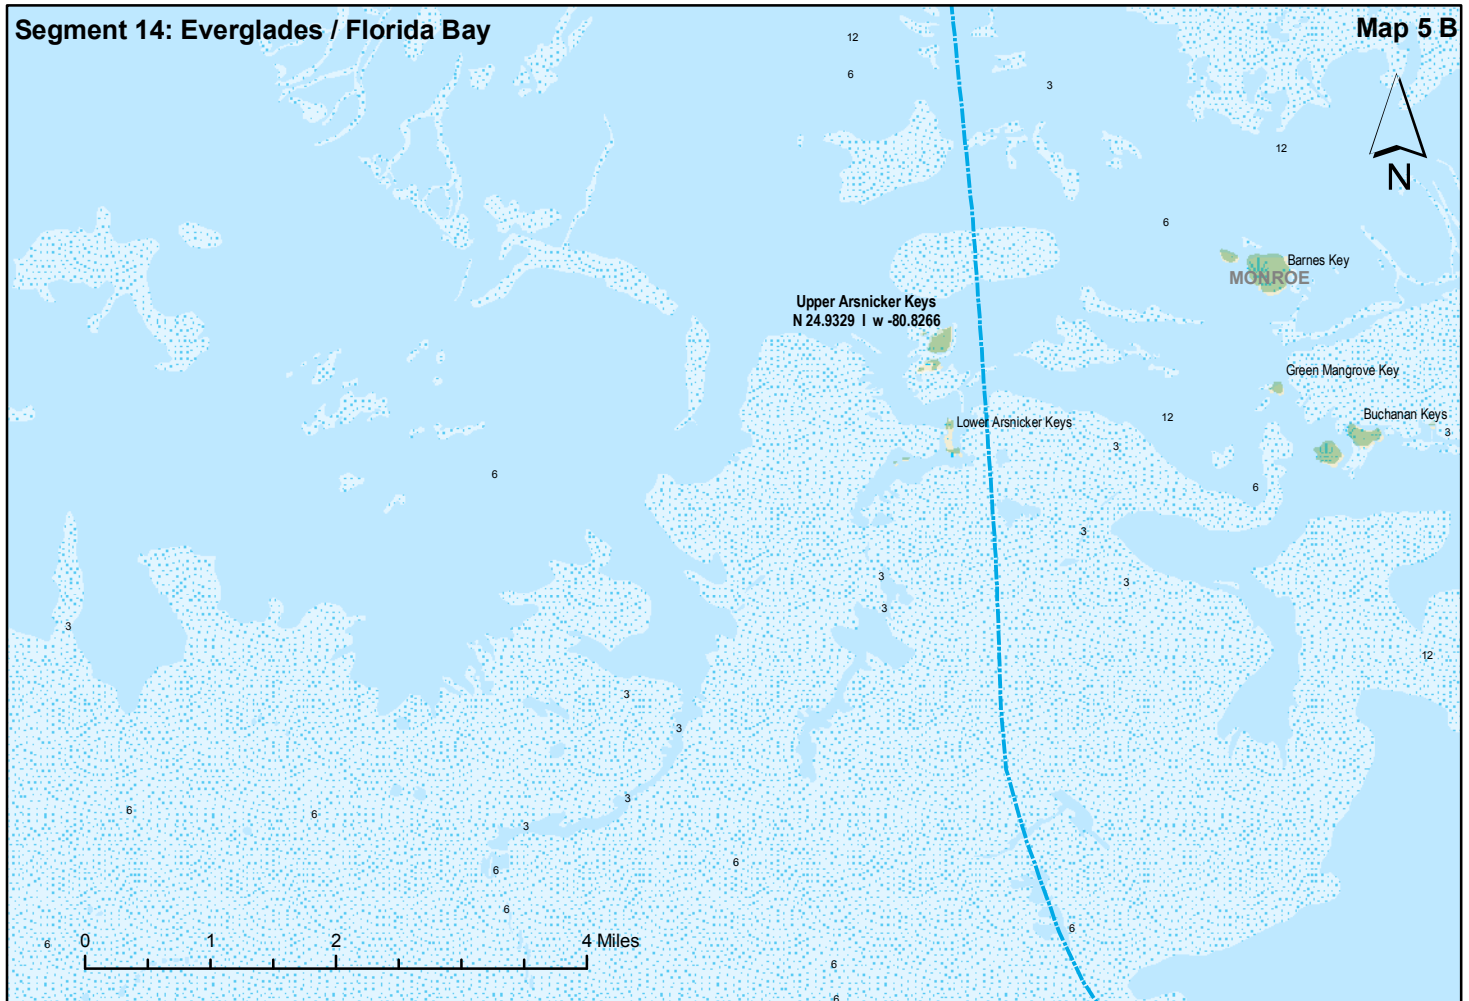 Segment 14: Everglades / Florida Bay
Map 5 B
12
6
3
12
N
6
Barnes Key
MONROE
Upper Arsnicker Keys
N 24.9329 l w -80.8266
Green Mangrove Key
12
Buchanan Keys
Lower Arsnicker Keys
3
3
6
6
3
3
3
3
3
12
3
3
3
6
6
3
6
6
6
6
6
6
6
0 1 2 4 Miles